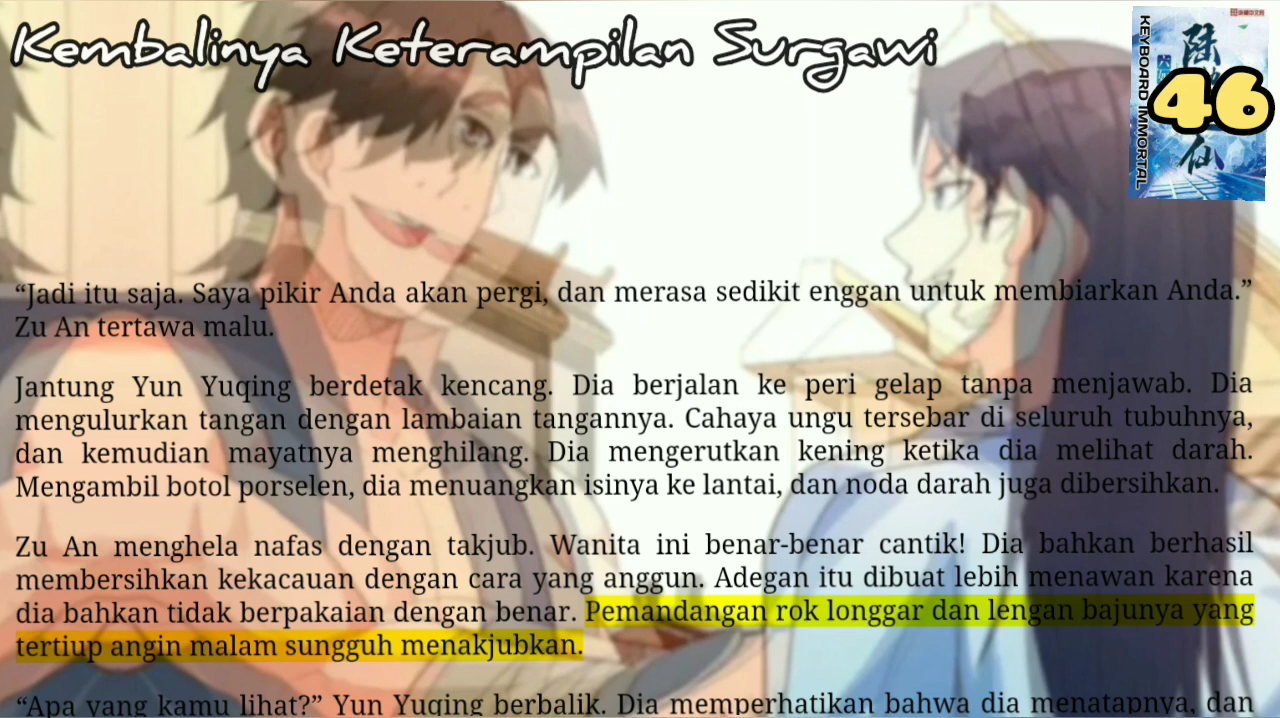 Kembalinya Keterampilan Surgawi
KEYBOARD IMMORTAL
46
“Jadi itu saja. Saya pikir Anda akan pergi, dan merasa sedikit enggan untuk membiarkan Anda.”
Zu An tertawa malu.
Jantung Yun Yuqing berdetak kencang. Dia berjalan ke peri gelap tanpa menjawab. Dia
mengulurkan tangan dengan lambaian tangannya. Cahaya ungu tersebar di seluruh tubuhnya,
dan kemudian mayatnya menghilang. Dia mengerutkan kening ketika dia melihat darah.
Mengambil botol porselen, dia menuangkan isinya ke lantai, dan noda darah juga dibersihkan.
Zu An menghela nafas dengan takjub. Wanita ini benar-benar cantik! Dia bahkan berhasil
membersihkan kekacauan dengan cara yang anggun. Adegan itu dibuat lebih menawan karena
dia bahkan tidak berpakaian dengan benar. Pemandangan rok longgar dan lengan bajunya yang
tertiup angin malam sungguh menakjubkan.
“Apa yang kamu lihat?” Yun Yuqing berbalik. Dia memperhatikan bahwa dia menatapnya, dan